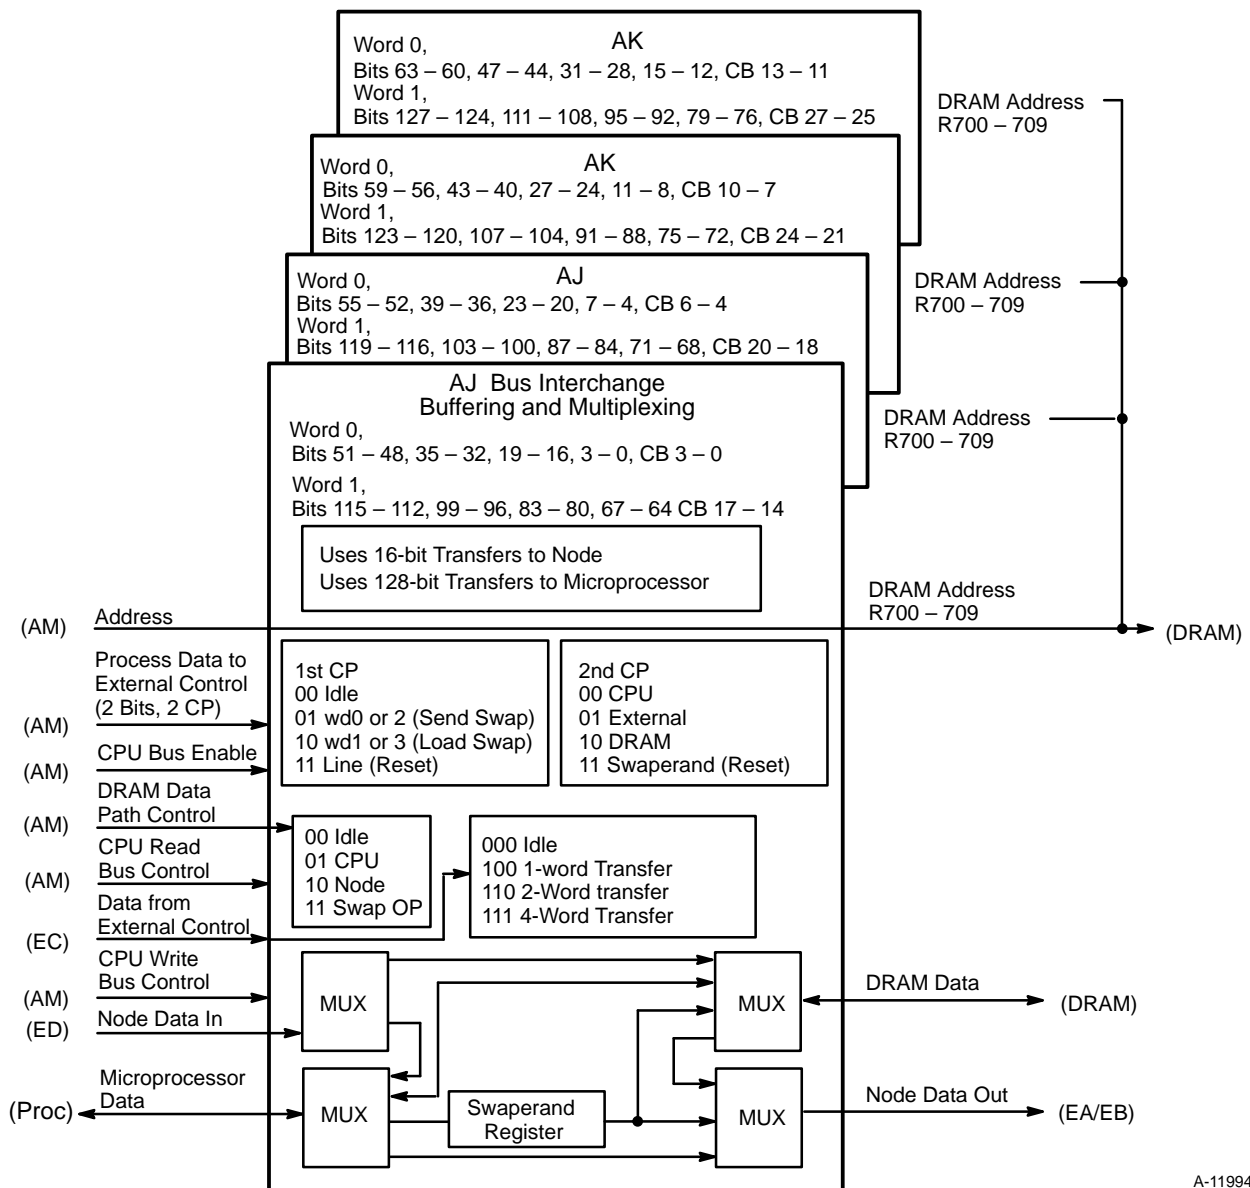 AK
Word 0,
Bits 63 – 60, 47 – 44, 31 – 28, 15 – 12, CB 13 – 11
Word 1,
Bits 127 – 124, 111 – 108, 95 – 92, 79 – 76, CB 27 – 25
DRAM Address
R700 – 709
AK
Word 0,
Bits 59 – 56, 43 – 40, 27 – 24, 11 – 8, CB 10 – 7
Word 1,
Bits 123 – 120, 107 – 104, 91 – 88, 75 – 72, CB 24 – 21
DRAM Address
R700 – 709
AJ
Word 0,
Bits 55 – 52, 39 – 36, 23 – 20, 7 – 4, CB 6 – 4
Word 1,
Bits 119 – 116, 103 – 100, 87 – 84, 71 – 68, CB 20 – 18
DRAM Address
R700 – 709
AJ  Bus Interchange
Buffering and Multiplexing
Word 0,
Bits 51 – 48, 35 – 32, 19 – 16, 3 – 0, CB 3 – 0
Word 1,
Bits 115 – 112, 99 – 96, 83 – 80, 67 – 64 CB 17 – 14
Uses 16-bit Transfers to Node
Uses 128-bit Transfers to Microprocessor
DRAM Address
R700 – 709
(AM) Address
(DRAM)
Process Data to
External Control
(2 Bits, 2 CP)
(AM)
1st CP
00 Idle
01 wd0 or 2 (Send Swap)
10 wd1 or 3 (Load Swap)
11 Line (Reset)
2nd CP
00 CPU
01 External
10 DRAM
11 Swaperand (Reset)
CPU Bus Enable
(AM)
DRAM Data
Path Control
(AM)
00 Idle
01 CPU
10 Node
11 Swap OP
000 Idle
100 1-word Transfer
110 2-Word transfer
111 4-Word Transfer
CPU Read
Bus Control
(AM)
Data from
External Control
(EC)
CPU Write
Bus Control
(AM)
(ED) Node Data In
MUX
MUX
DRAM Data
(DRAM)
Microprocessor
Data
(Proc)
MUX
Swaperand
Register
MUX
Node Data Out
(EA/EB)
A-11994